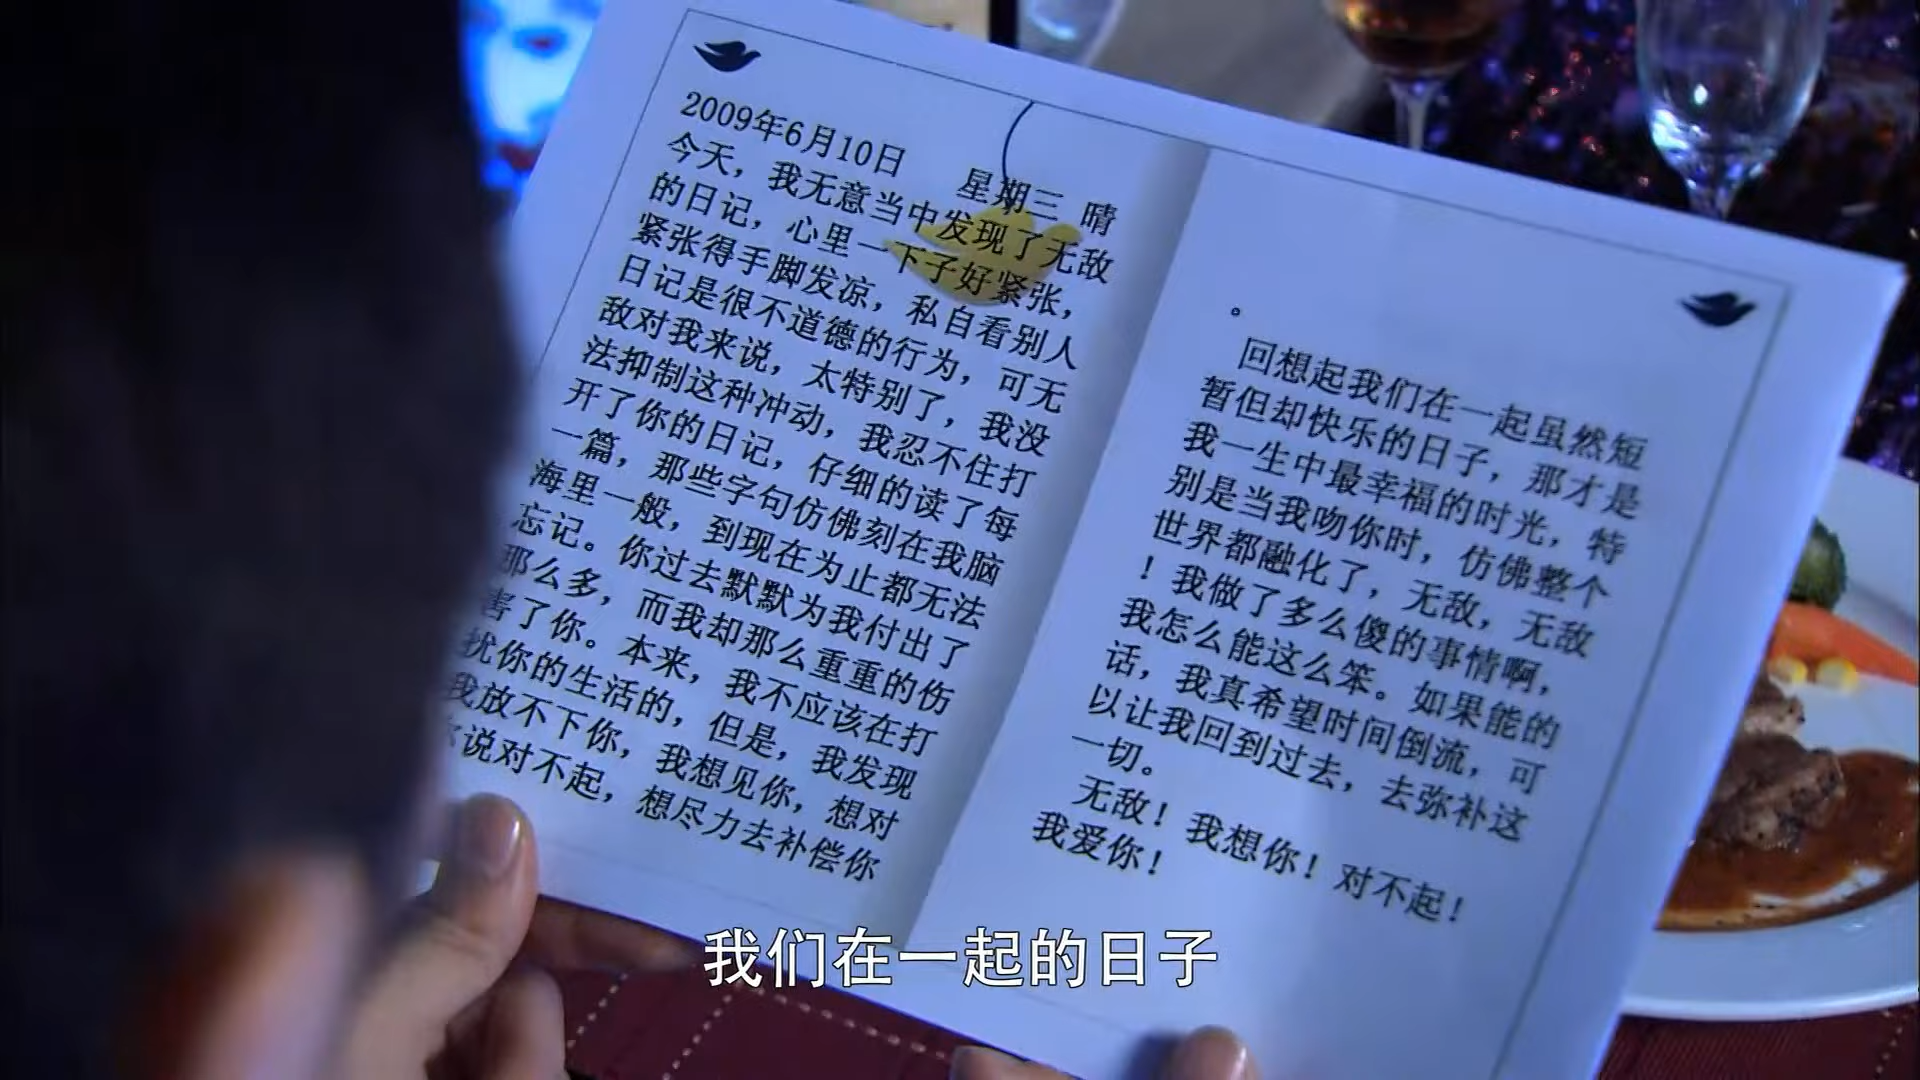 2009年6月10日 星期三 晴
今天，我无意当中发现了无敌
的日记，心里一下子好紧张，
紧张得手脚发凉，私自看别人
日记是很不道德的行为，可无
敌对我来说，太特别了，我没
法抑制这种冲动，我忍不住打
开了你的日记，仔细的读了每
一篇，那些字句仿佛刻在我脑
海里一般，到现在为止都无法
忘记。你过去默默为我付出了
那么多，而我却那么重重的伤
害了你。本来，我不应该在打
扰你的生活的，但是，我发现
我放不下你，我想见你，想对
你说对不起，想尽力去补偿你
。
回想起我们在一起虽然短
暂但却快乐的日子，那才是
我一生中最幸福的时光，特
别是当我吻你时，仿佛整个
世界都融化了，无敌，无敌
！我做了多么傻的事情啊，
我怎么能这么笨。如果能的
话，我真希望时间倒流，可
以让我回到过去，去弥补这
一切。
无敌！我想你！对不起！
我爱你！
我们在一起的日子